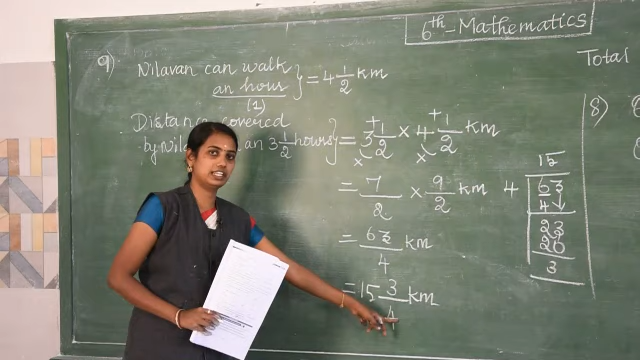 6th - Mathematics
Total
9) Nilavan can walk
an hour } = 4 1/2 km
(1)
Distance covered
by Nila an 3 1/2 hours } = 3 1/2 × 4 1/2 km
= 7/2 × 9/2 km
= 63/4 km
= 15 3/4 km
15
4 63
4↓
23
20
3
8)